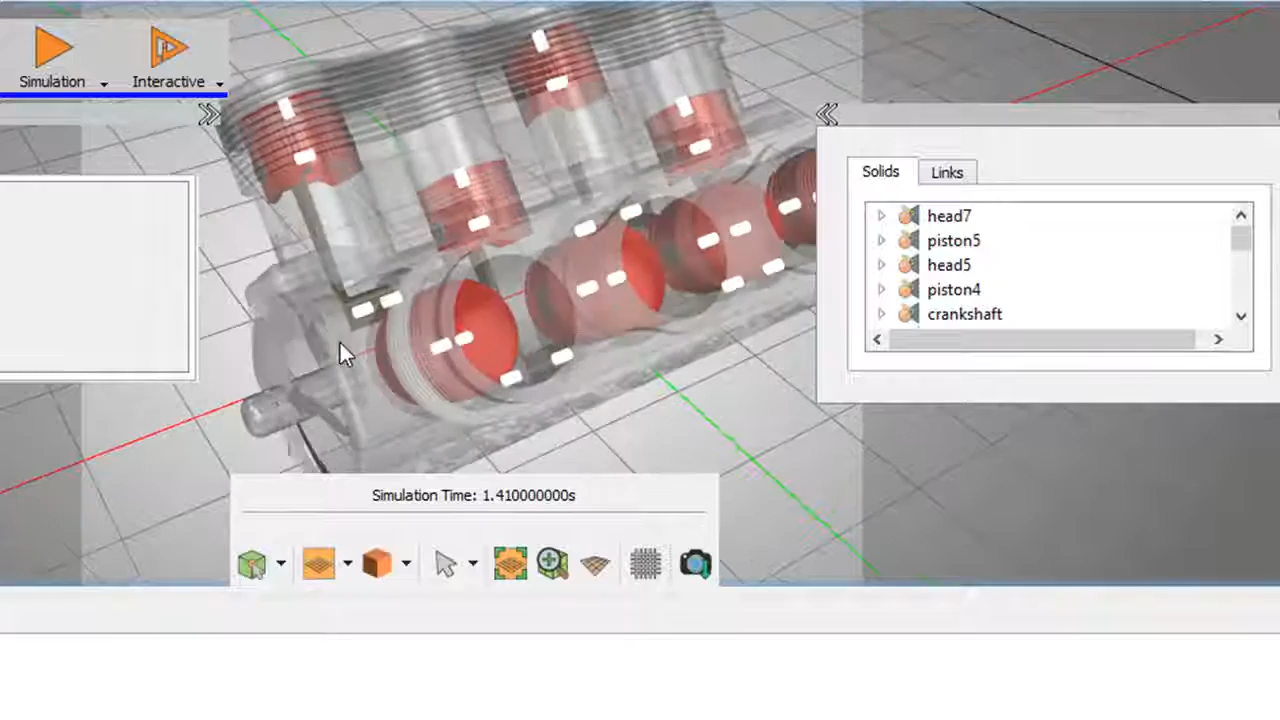 Simulation
Interactive
Solids
Links
head7
piston5
head5
piston4
crankshaft
Simulation Time: 1.410000000s